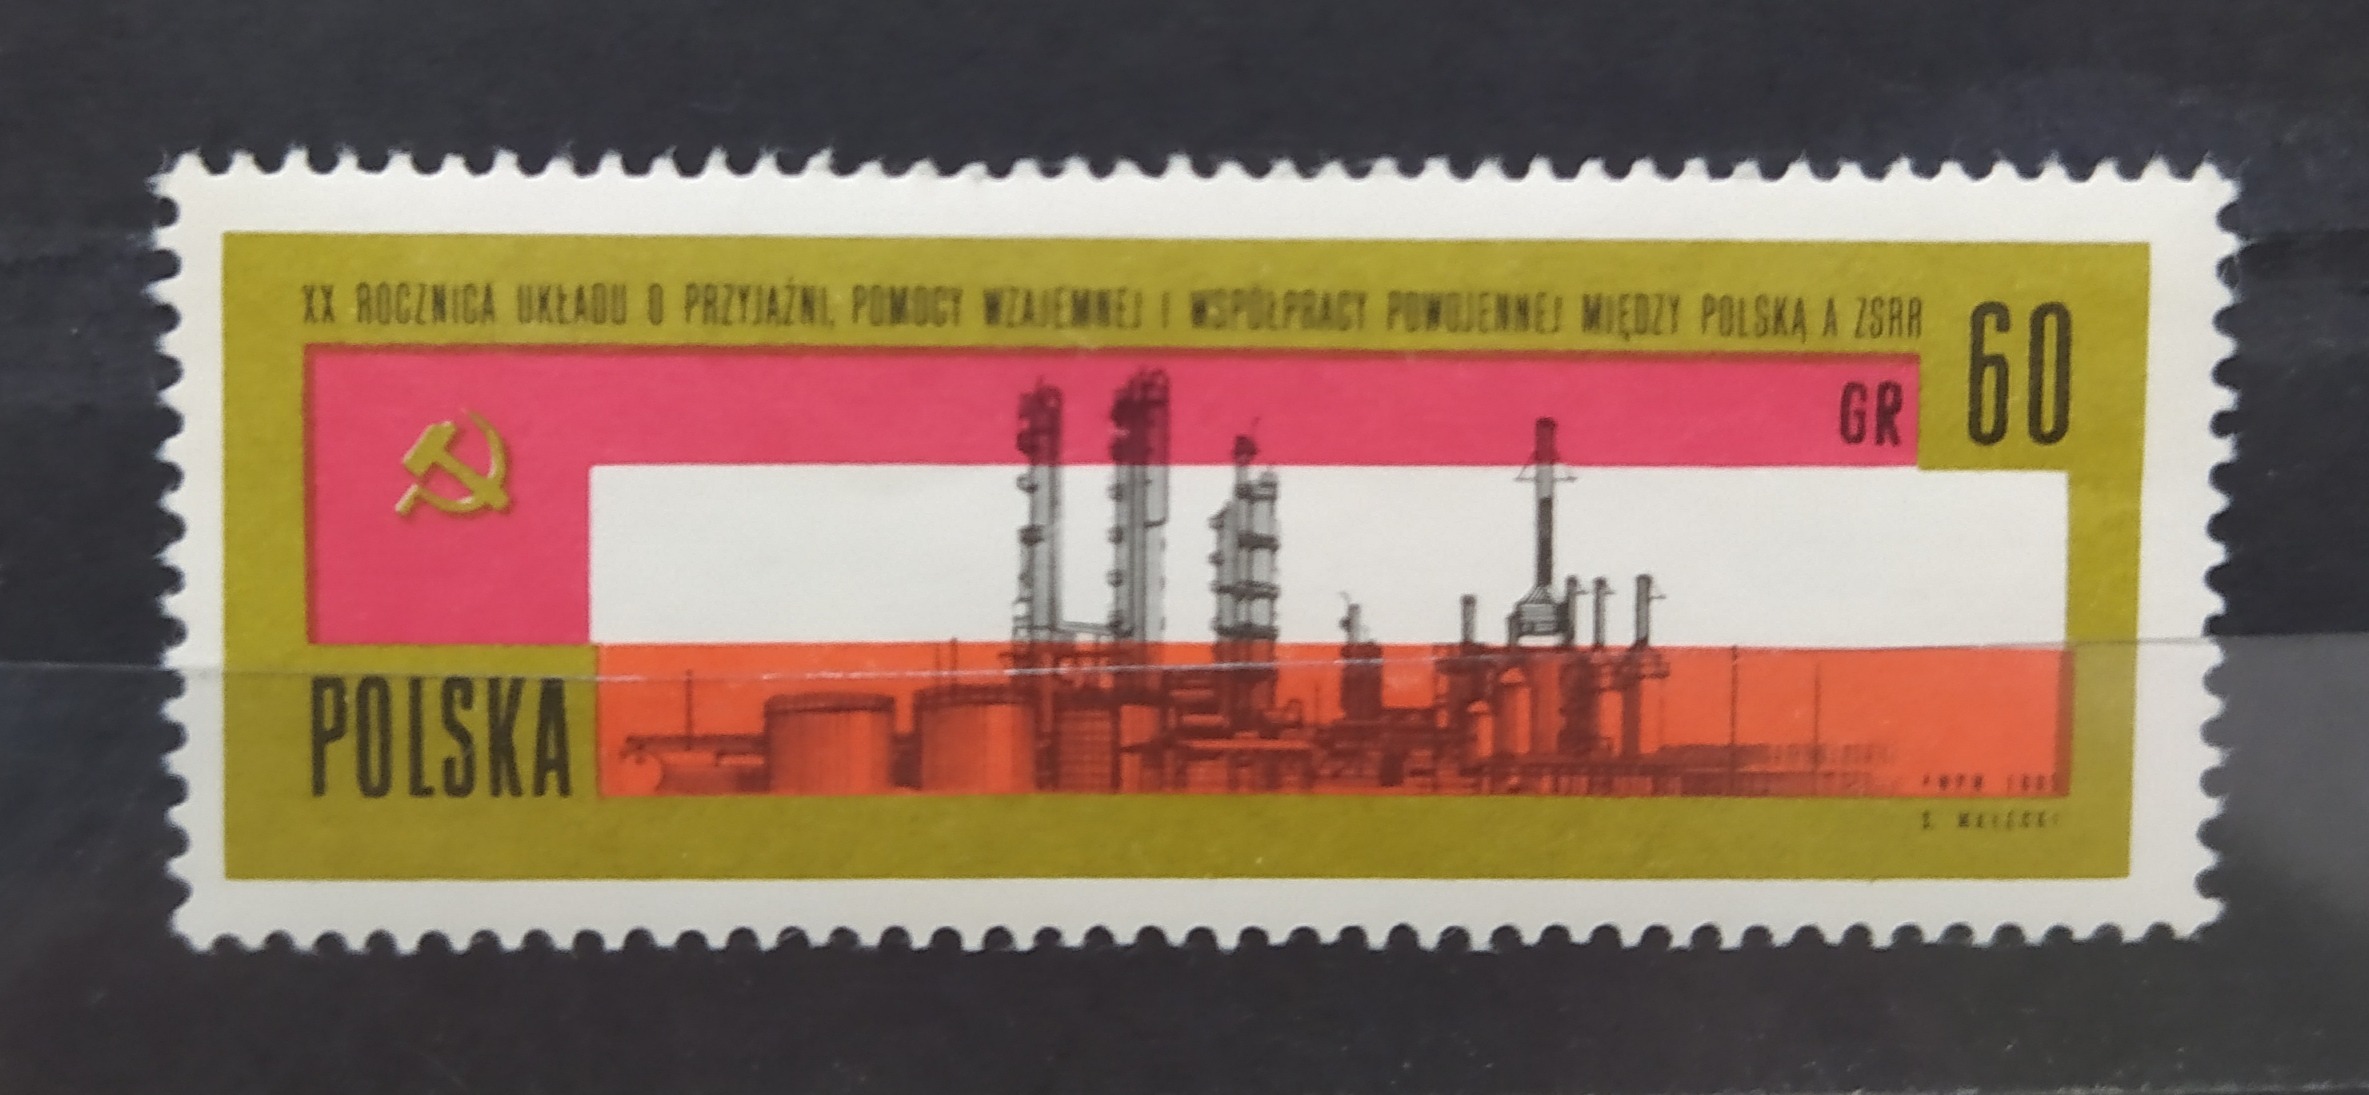 XX ROCZNICA UKŁADU O PRZYJAŹNI, POMOCY WZAJEMNEJ I WSPÓŁPRACY POWOJENNEJ MIĘDZY POLSKĄ A ZSRR
60
GR
POLSKA
S.